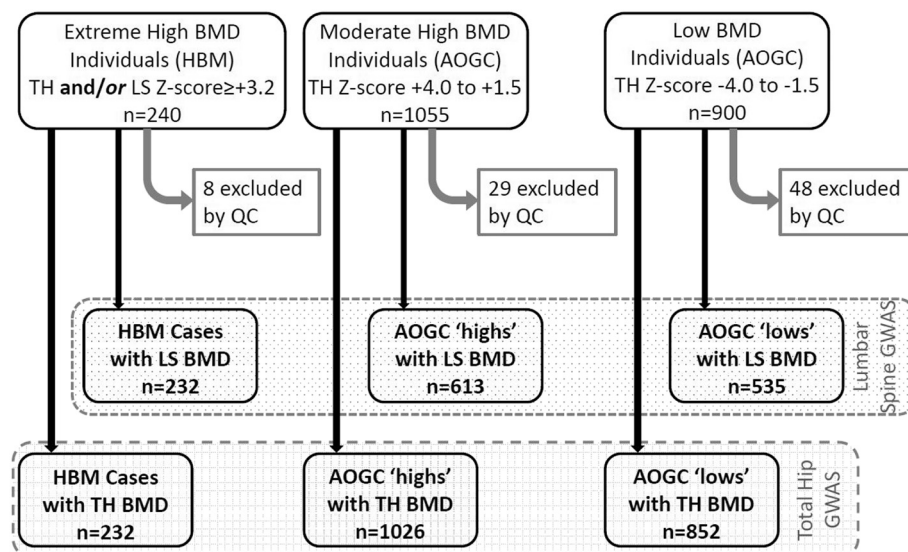 Extreme High BMD
Individuals (HBM)
TH and/or LS Z-score≥+3.2
n=240
Moderate High BMD
Individuals (AOGC)
TH Z-score +4.0 to +1.5
n=1055
Low BMD
Individuals (AOGC)
TH Z-score -4.0 to -1.5
n=900
8 excluded
by QC
29 excluded
by QC
48 excluded
by QC
HBM Cases
with LS BMD
n=232
AOGC ‘highs’
with LS BMD
n=613
AOGC ‘lows’
with LS BMD
n=535
Lumbar
Spine GWAS
HBM Cases
with TH BMD
n=232
AOGC ‘highs’
with TH BMD
n=1026
AOGC ‘lows’
with TH BMD
n=852
Total Hip
GWAS